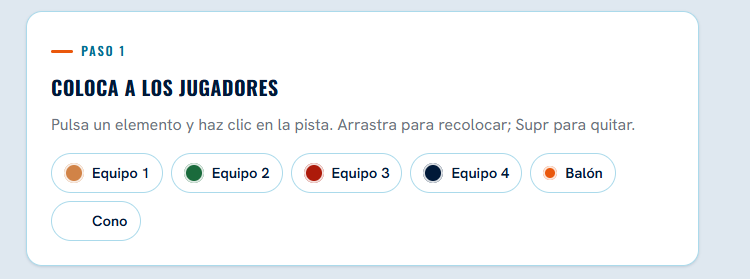 PASO 1
COLOCA A LOS JUGADORES
Pulsa un elemento y haz clic en la pista. Arrastra para recolocar; Supr para quitar.
Equipo 1 Equipo 2 Equipo 3 Equipo 4 Balón
Cono